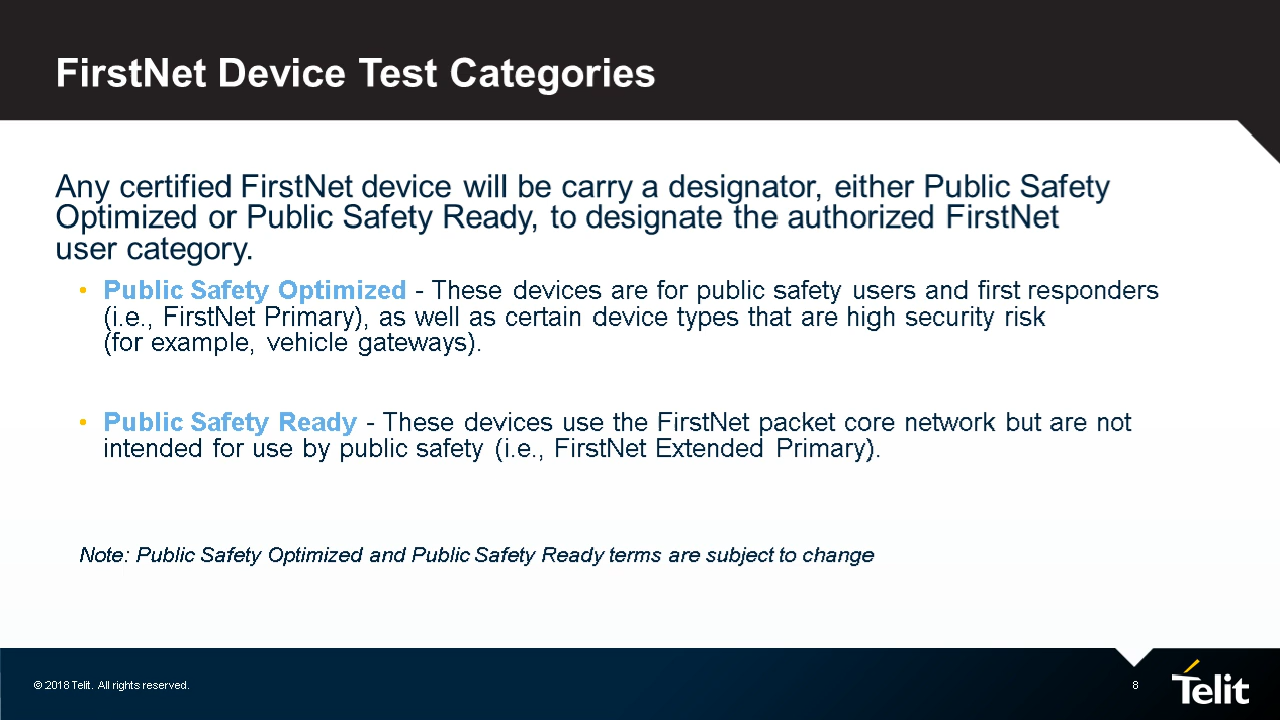 FirstNet Device Test Categories
Any certified FirstNet device will be carry a designator, either Public Safety
Optimized or Public Safety Ready, to designate the authorized FirstNet
user category.
• Public Safety Optimized - These devices are for public safety users and first responders
(i.e., FirstNet Primary), as well as certain device types that are high security risk
(for example, vehicle gateways).
• Public Safety Ready - These devices use the FirstNet packet core network but are not
intended for use by public safety (i.e., FirstNet Extended Primary).
Note: Public Safety Optimized and Public Safety Ready terms are subject to change
© 2018 Telit. All rights reserved.
8
Telit